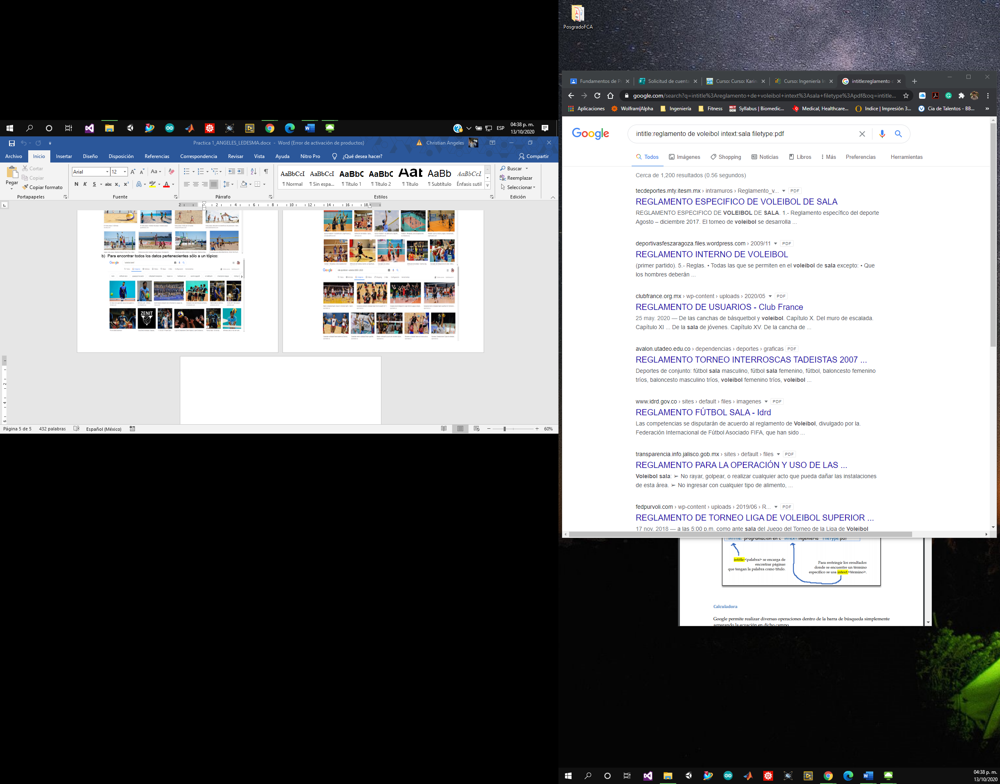 04:38 p. m.
ESP
13/10/2020
Practica 1_ANGELES_LEDESMA.docx - Word (Error de activación de productos)
Christian Angeles
Archivo Inicio Insertar Diseño Disposición Referencias Correspondencia Revisar Vista Ayuda Nitro Pro ¿Qué desea hacer? Compartir
Pegar
Cortar
Copiar
Copiar formato
Portapapeles
Arial 12
N K S abc x₂ x²
Fuente
Párrafo
AaBbCcI AaBbCcI AaBbC AaBbC AaB AaBb AaBbCcL
¶ Normal ¶ Sin espa... ¶ Título 1 ¶ Título 2 ¶ Título ¶ Subtítulo Énfasis sutil
Estilos
Buscar
Reemplazar
Seleccionar
Edición
2 2 4 6 8 10 12 14 16 18
b) Para encontrar todos los datos pertenecientes sólo a un tópico:
Google
ZENIT
Google
2
4
6
Página 5 de 5 432 palabras Español (México) 60%
PosgradoFCA
Fundamentos de P Solicitud de cuenta Curso: Curso: Karin Curso: Ingeniería In intitle:reglamento d
google.com/search?q=intitle%3Areglamento+de+voleibol+intext%3Asala+filetype%3Apdf&oq=intitle...
Aplicaciones Wolfram|Alpha Ingeniería Fitness MIT OCW Syllabus | Biomedic... Medical, Healthcare... Indice | Impresión 3... Cia de Talentos - BB... »
Google
intitle:reglamento de voleibol intext:sala filetype:pdf
Todos Imágenes Shopping Noticias Libros Más Preferencias Herramientas
Cerca de 1,200 resultados (0.56 segundos)
tecdeportes.mty.itesm.mx › intramuros › Reglamento_v... PDF
REGLAMENTO ESPECIFICO DE VOLEIBOL DE SALA
REGLAMENTO ESPECIFICO DE VOLEIBOL DE SALA. 1.- Reglamento específico del deporte
Agosto – diciembre 2017. El torneo de voleibol se desarrolla ...
deportivasfeszaragoza.files.wordpress.com › 2009/11 PDF
REGLAMENTO INTERNO DE VOLEIBOL
(primer partido). 5.- Reglas. • Todas las que se permiten en el voleibol de sala excepto: • Que
los hombres deberán ...
clubfrance.org.mx › wp-content › uploads › 2020/05 PDF
REGLAMENTO DE USUARIOS - Club France
25 may. 2020 — De las canchas de básquetbol y voleibol. Capítulo X. Del muro de escalada.
Capítulo XI ... De la sala de jóvenes. Capítulo XV. De la cancha de ...
avalon.utadeo.edu.co › dependencias › deportes › graficas PDF
REGLAMENTO TORNEO INTERROSCAS TADEISTAS 2007 ...
Deportes de conjunto: fútbol sala masculino, fútbol sala femenino, fútbol, baloncesto femenino
tríos, baloncesto masculino tríos, voleibol femenino tríos, voleibol ...
www.idrd.gov.co › sites › default › files › imagenes PDF
REGLAMENTO FÚTBOL SALA - Idrd
Las competencias se disputarán de acuerdo al reglamento de Voleibol, divulgado por la.
Federación Internacional de Fútbol Asociado FIFA, que han sido ...
transparencia.info.jalisco.gob.mx › sites › default › files PDF
REGLAMENTO PARA LA OPERACIÓN Y USO DE LAS ...
Voleibol sala: ➢ No rayar, golpear, o realizar cualquier acto que pueda dañar las instalaciones
de esta área. ➢ No ingresar con cualquier tipo de alimento, ...
fedpurvoli.com › wp-content › uploads › 2019/06 › R... PDF
REGLAMENTO DE TORNEO LIGA DE VOLEIBOL SUPERIOR ...
17 nov. 2018 — a las 5:00 p.m. como ante sala del Juego del Torneo de la Liga de Voleibol
intitle: programación en c intext:ingeniería filetype:pdf
intitle:<palabra> se encarga de
encontrar páginas
que tengan la palabra como título.
Para restringir los resultados
donde se encuentre un término
específico se usa intext:<término>.
Calculadora
Google permite realizar diversas operaciones dentro de la barra de búsqueda simplemente
agregando la ecuación en dicho campo
04:38 p. m.
13/10/2020